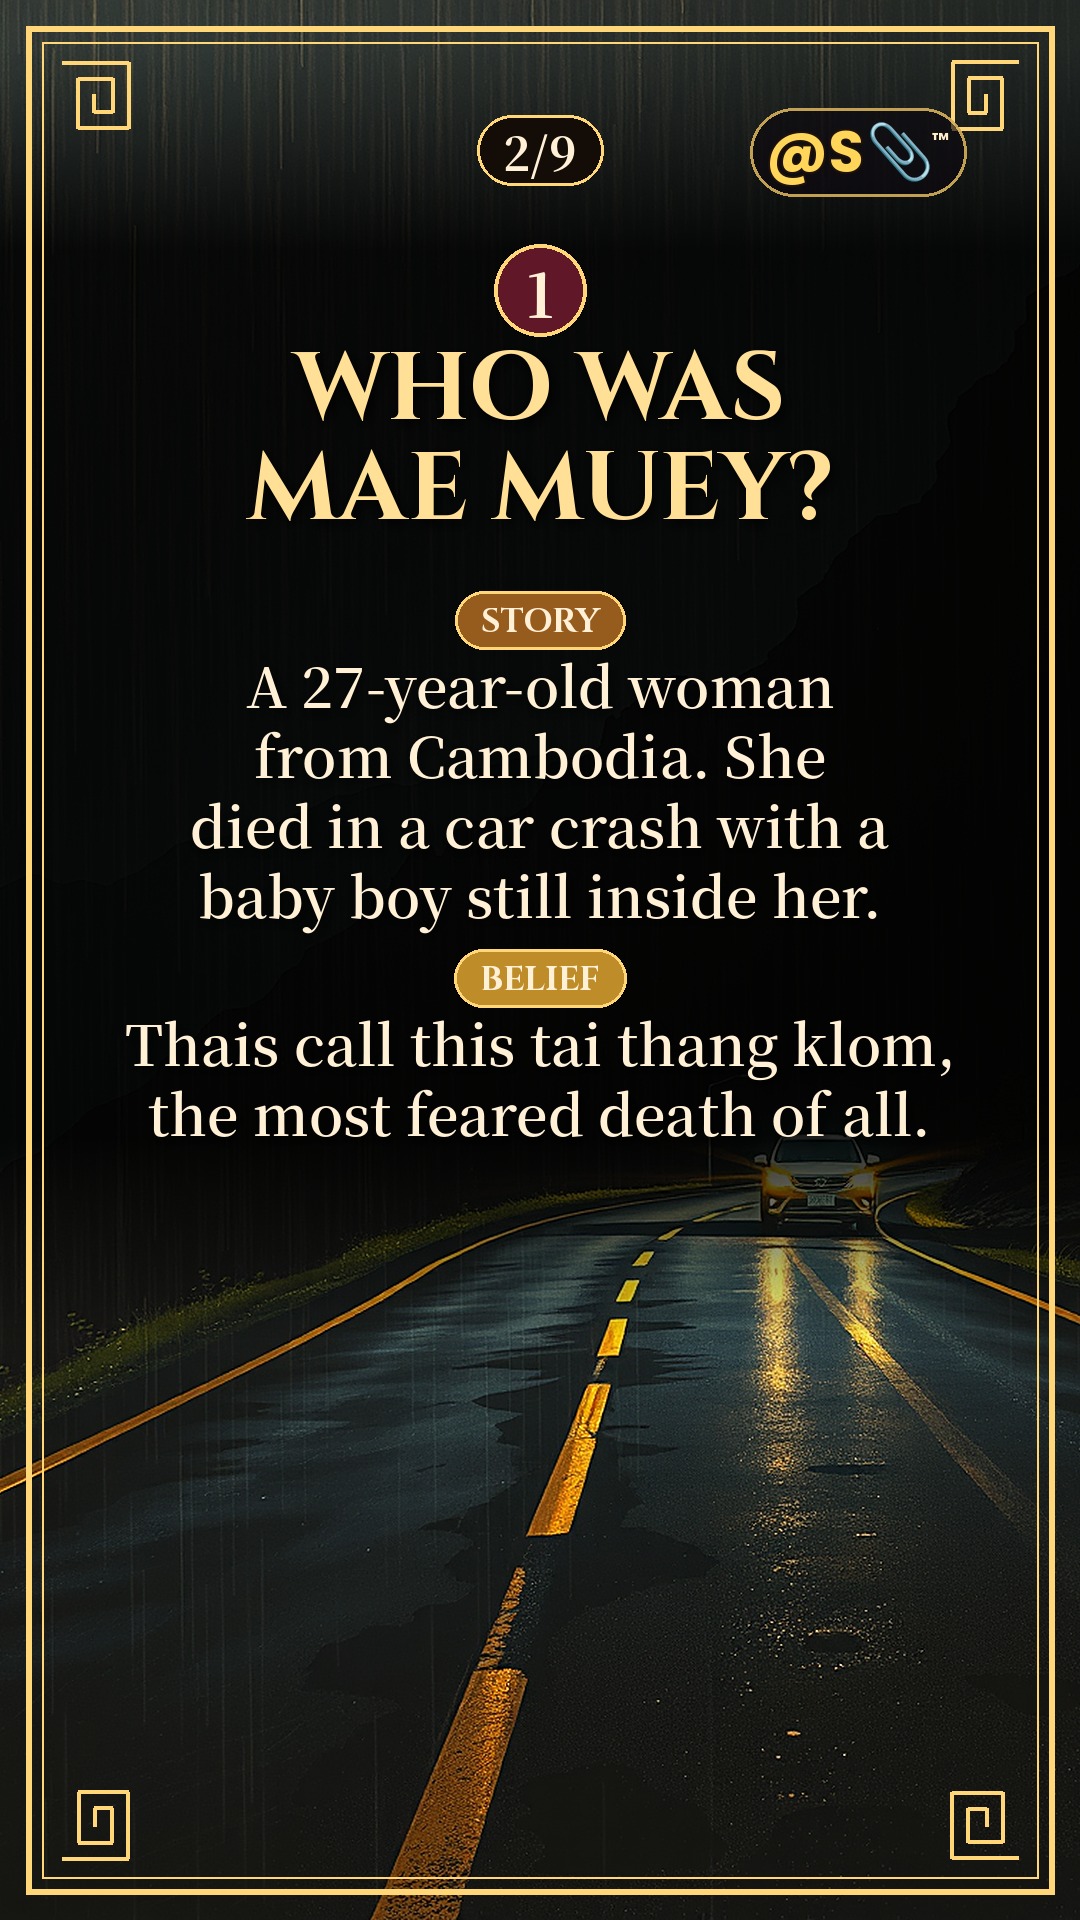 2/9
@S📎™
1
WHO WAS
MAE MUEY?
STORY
A 27-year-old woman
from Cambodia. She
died in a car crash with a
baby boy still inside her.
BELIEF
Thais call this tai thang klom,
the most feared death of all.